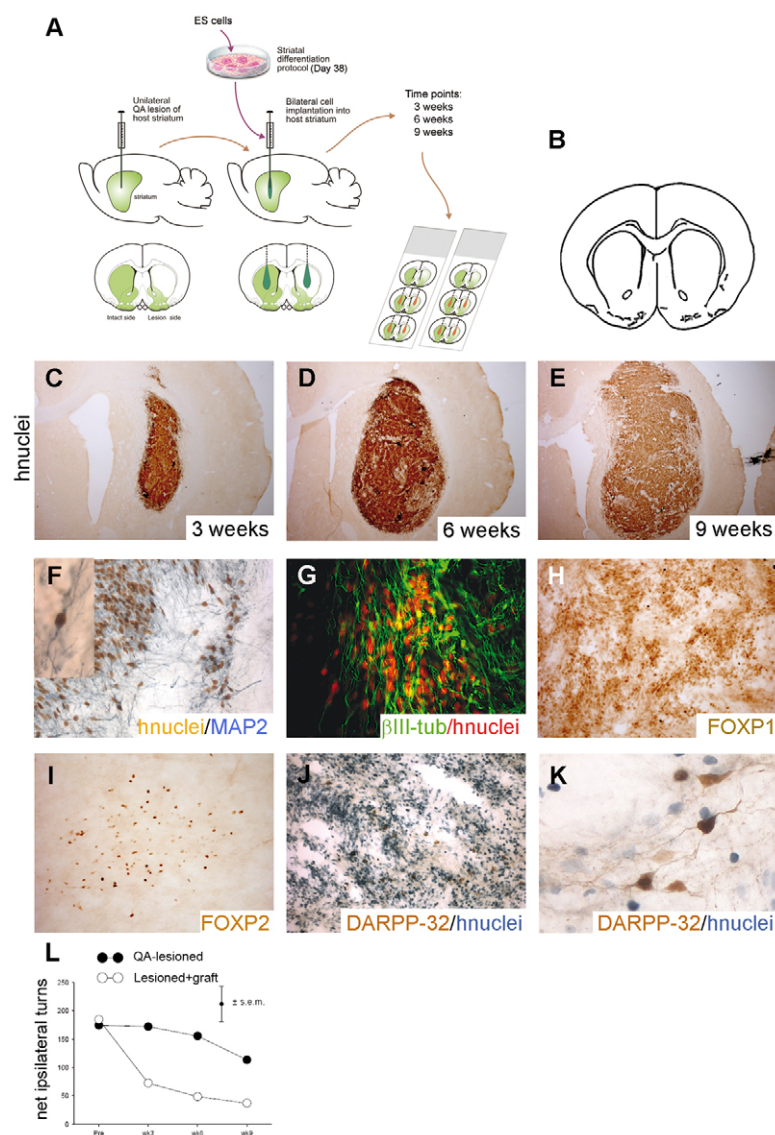 A
ES cells
Striatal
differentiation
protocol (Day 38)
Unilateral
QA lesion of
host striatum
Bilateral cell
implantation into
host striatum
Time points:
3 weeks
6 weeks
9 weeks
striatum
Intact side
Lesion side
B
hnuclei
C
3 weeks
D
6 weeks
E
9 weeks
F
hnuclei/MAP2
G
βIII-tub/hnuclei
H
FOXP1
I
FOXP2
J
DARPP-32/hnuclei
K
DARPP-32/hnuclei
L
QA-lesioned
Lesioned+graft
± s.e.m.
net ipsilateral turns
250
200
150
100
50
0
Pre
wk3
wk9